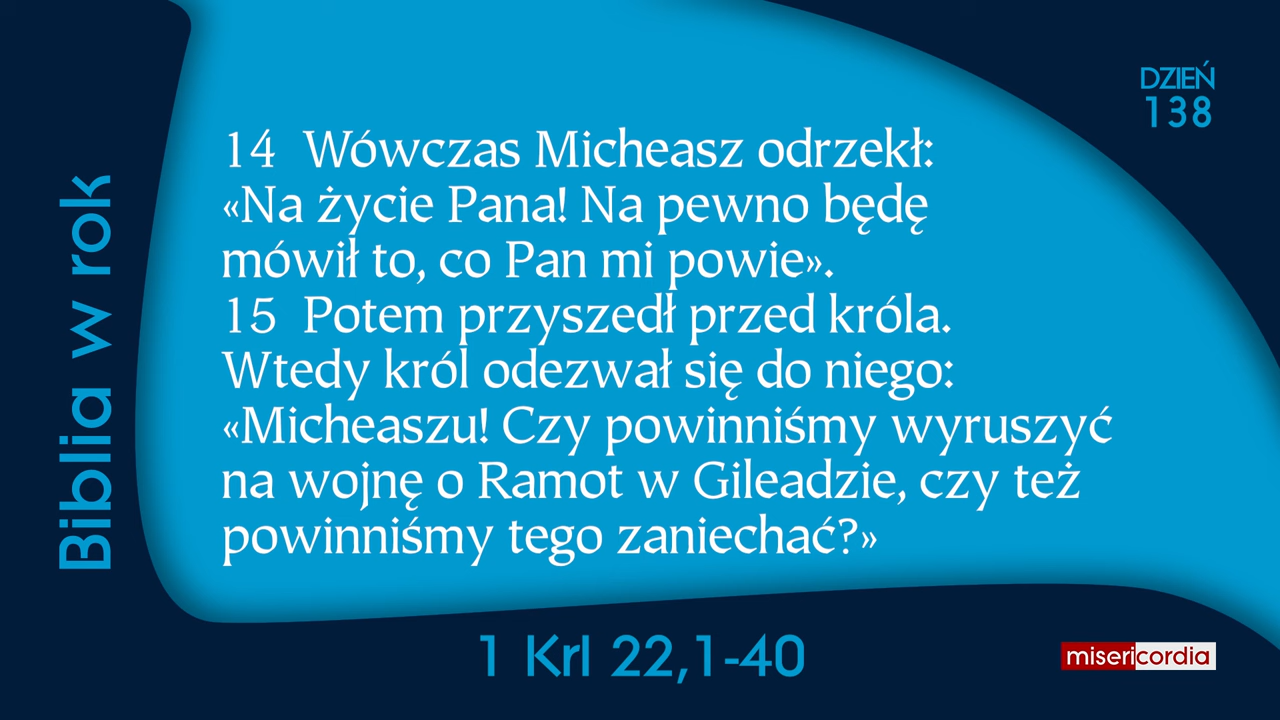 DZIEŃ
138
Biblia w rok
14 Wówczas Micheasz odrzekł:
«Na życie Pana! Na pewno będę
mówił to, co Pan mi powie».
15 Potem przyszedł przed króla.
Wtedy król odezwał się do niego:
«Micheaszu! Czy powinniśmy wyruszyć
na wojnę o Ramot w Gileadzie, czy też
powinniśmy tego zaniechać?»
1 Krl 22,1-40
misericordia